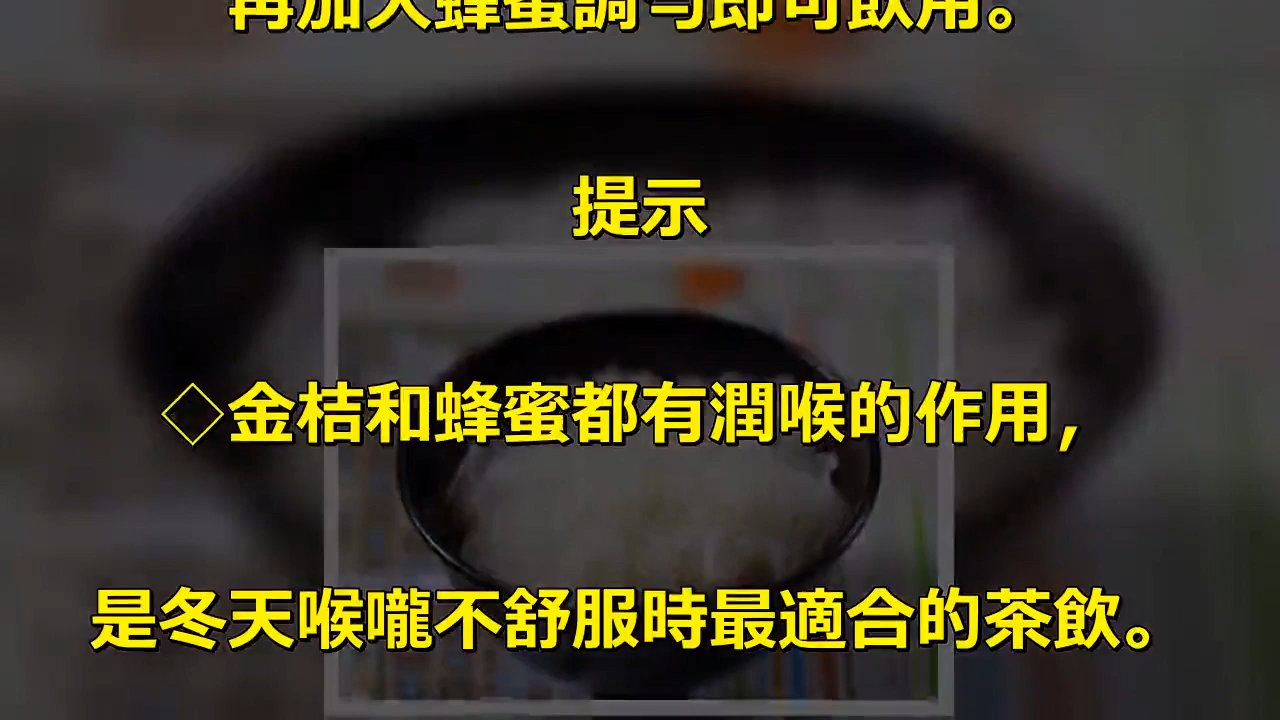 再加入蜂蜜調勻即可飲用。
提示
◇金桔和蜂蜜都有潤喉的作用，
是冬天喉嚨不舒服時最適合的茶飲。